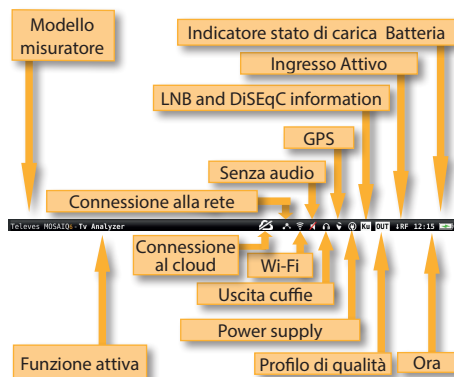 Modello
misuratore
Indicatore stato di carica Batteria
Ingresso Attivo
LNB and DiSEqC information
GPS
Senza audio
Connessione alla rete
Televes MOSAIQ6-Tv Analyzer
Ku
OUT
↓RF 12:15
Connessione
al cloud
Wi-Fi
Uscita cuffie
Power supply
Funzione attiva
Profilo di qualità
Ora